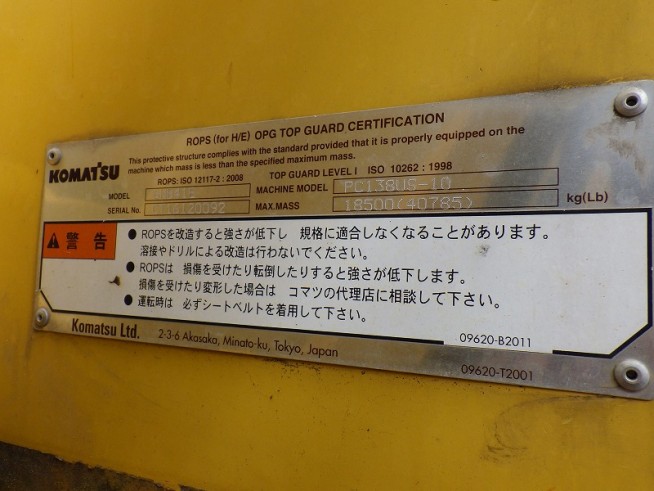 ROPS (for H/E) OPG TOP GUARD CERTIFICATION
KOMATSU
This protective structure complies with the standard provided that it is properly equipped on the
machine which mass is less than the specified maximum mass.
ROPS: ISO 12117-2 : 2008 TOP GUARD LEVEL I ISO 10262 : 1998
MODEL MACHINE MODEL PC138US-10
SERIAL No. MAX.MASS 18500(40785) kg(Lb)
警告
● ROPSを改造すると強さが低下し 規格に適合しなくなることがあります。
溶接やドリルによる改造は行わないでください。
● ROPSは 損傷を受けたり転倒したりすると強さが低下します。
損傷を受けたり変形した場合は コマツの代理店に相談して下さい。
● 運転時は 必ずシートベルトを着用して下さい。
09620-B2011
Komatsu Ltd. 2-3-6 Akasaka, Minato-ku, Tokyo, Japan
09620-T2001